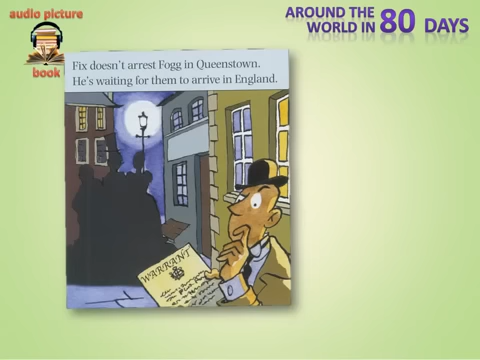 audio picture
book
AROUND THE
WORLD IN 80 DAYS
Fix doesn't arrest Fogg in Queenstown.
He's waiting for them to arrive in England.
WARRANT